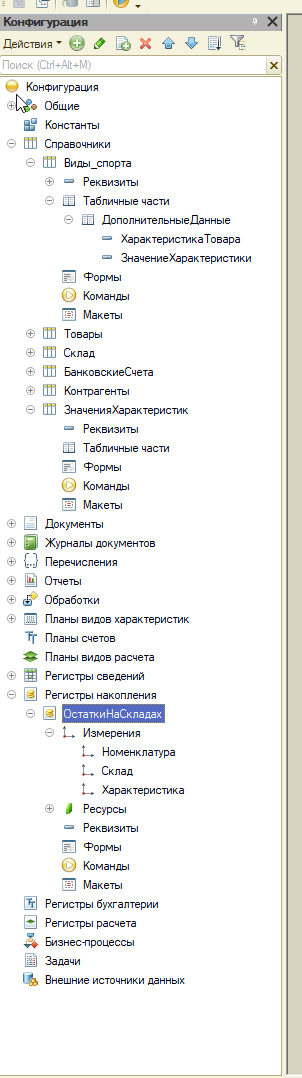 Конфигурация
Действия
Поиск (Ctrl+Alt+M)
Конфигурация
Общие
Константы
Справочники
Виды_спорта
Реквизиты
Табличные части
ДополнительныеДанные
ХарактеристикаТовара
ЗначениеХарактеристики
Формы
Команды
Макеты
Товары
Склад
БанковскиеСчета
Контрагенты
ЗначенияХарактеристик
Реквизиты
Табличные части
Формы
Команды
Макеты
Документы
Журналы документов
Перечисления
Отчеты
Обработки
Планы видов характеристик
Планы счетов
Планы видов расчета
Регистры сведений
Регистры накопления
ОстаткиНаСкладах
Измерения
Номенклатура
Склад
Характеристика
Ресурсы
Реквизиты
Формы
Команды
Макеты
Регистры бухгалтерии
Регистры расчета
Бизнес-процессы
Задачи
Внешние источники данных